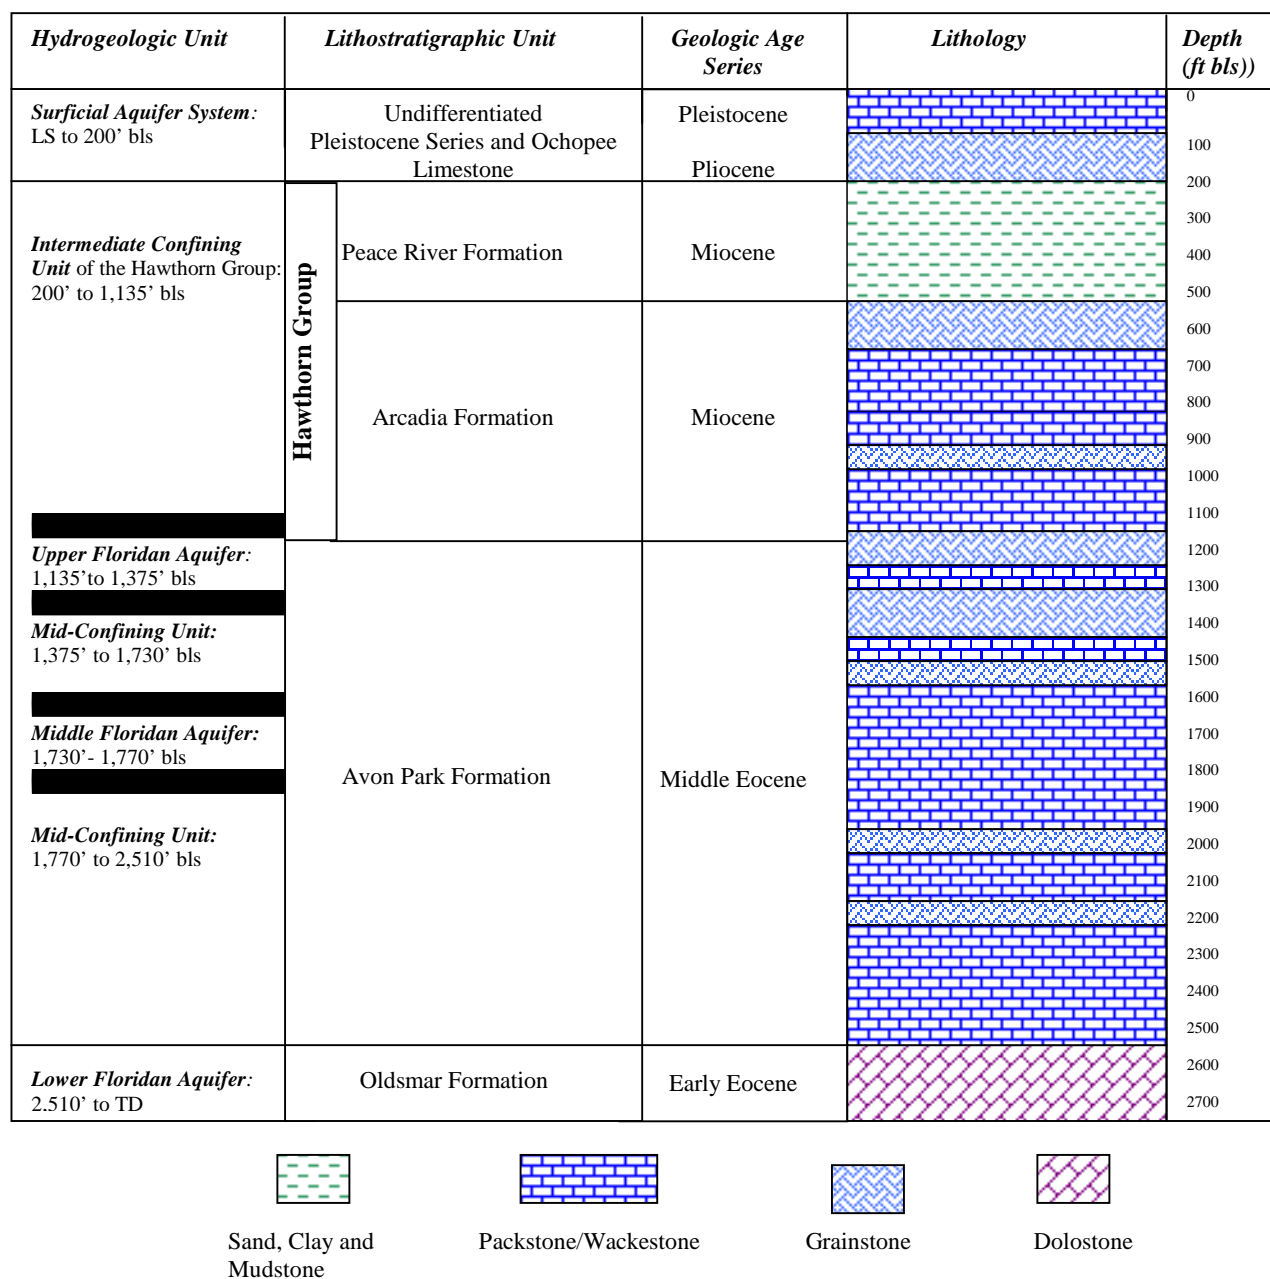 Hydrogeologic Unit
Lithostratigraphic Unit
Geologic Age
Series
Lithology
Depth
(ft bls))
Surficial Aquifer System:
LS to 200’ bls
Undifferentiated
Pleistocene Series and Ochopee
Limestone
Pleistocene
Pliocene
Intermediate Confining
Unit of the Hawthorn Group:
200’ to 1,135’ bls
Hawthorn Group
Peace River Formation
Miocene
Arcadia Formation
Miocene
Upper Floridan Aquifer:
1,135’to 1,375’ bls
Mid-Confining Unit:
1,375’ to 1,730’ bls
Middle Floridan Aquifer:
1,730’- 1,770’ bls
Mid-Confining Unit:
1,770’ to 2,510’ bls
Avon Park Formation
Middle Eocene
Lower Floridan Aquifer:
2,510’ to TD
Oldsmar Formation
Early Eocene
0
100
200
300
400
500
600
700
800
900
1000
1100
1200
1300
1400
1500
1600
1700
1800
1900
2000
2100
2200
2300
2400
2500
2600
2700
Sand, Clay and
Mudstone
Packstone/Wackestone
Grainstone
Dolostone